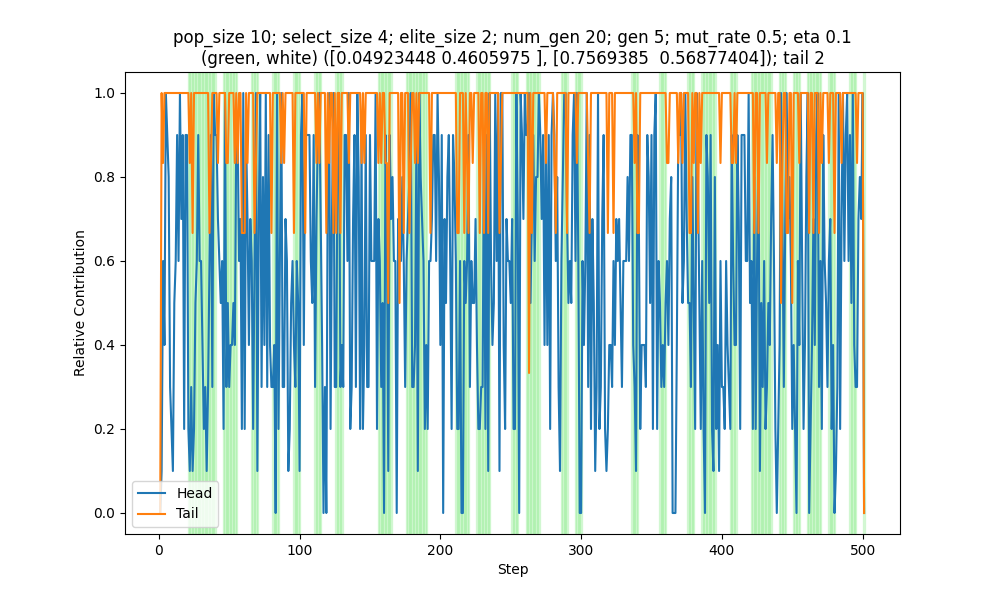 pop_size 10; select_size 4; elite_size 2; num_gen 20; gen 5; mut_rate 0.5; eta 0.1
(green, white) ([0.04923448 0.4605975 ], [0.7569385  0.56877404]); tail 2
1.0
0.8
0.6
0.4
0.2
0.0
Relative Contribution
Head
Tail
0
100
200
300
400
500
Step